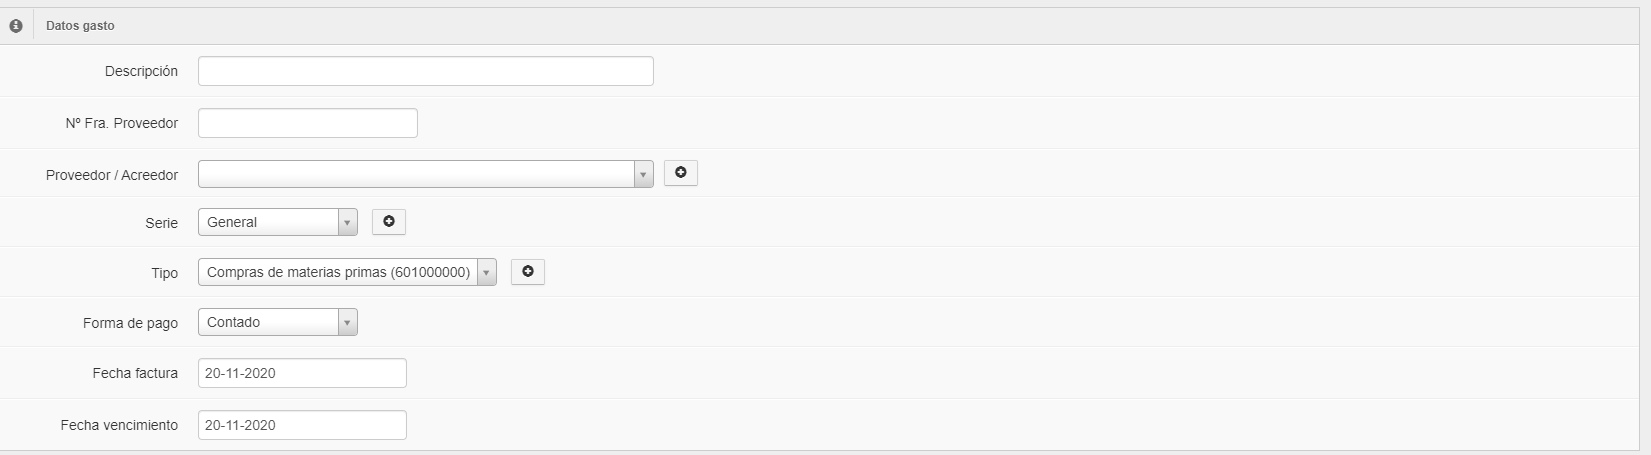 Datos gasto
Descripción
Nº Fra. Proveedor
Proveedor / Acreedor
Serie General
Tipo Compras de materias primas (601000000)
Forma de pago Contado
Fecha factura 20-11-2020
Fecha vencimiento 20-11-2020